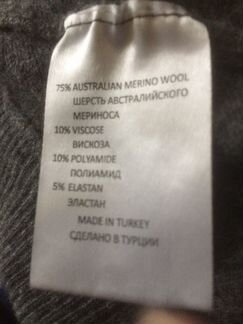 75% AUSTRALIAN MERINO WOOL
ШЕРСТЬ АВСТРАЛИЙСКОГО
МЕРИНОСА
10% VISCOSE
ВИСКОЗА
10% POLYAMIDE
ПОЛИАМИД
5% ELASTAN
ЭЛАСТАН
MADE IN TURKEY
СДЕЛАНО В ТУРЦИИ